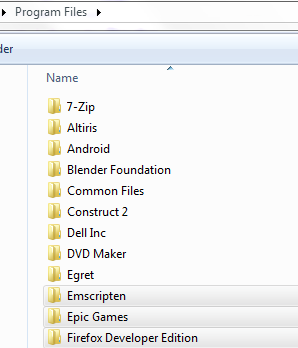 Program Files
der
Name
7-Zip
Altiris
Android
Blender Foundation
Common Files
Construct 2
Dell Inc
DVD Maker
Egret
Emscripten
Epic Games
Firefox Developer Edition